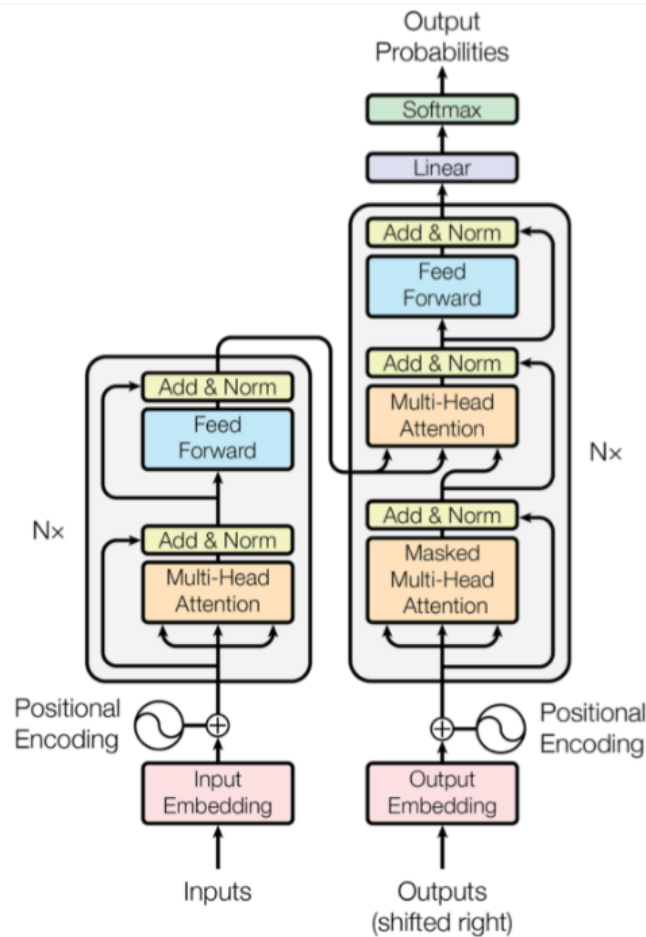 Output
Probabilities
Softmax
Linear
Add & Norm
Feed
Forward
Add & Norm
Multi-Head
Attention
Add & Norm
Masked
Multi-Head
Attention
Nx
Add & Norm
Feed
Forward
Add & Norm
Multi-Head
Attention
Nx
Positional
Encoding
Positional
Encoding
Input
Embedding
Output
Embedding
Inputs
Outputs
(shifted right)